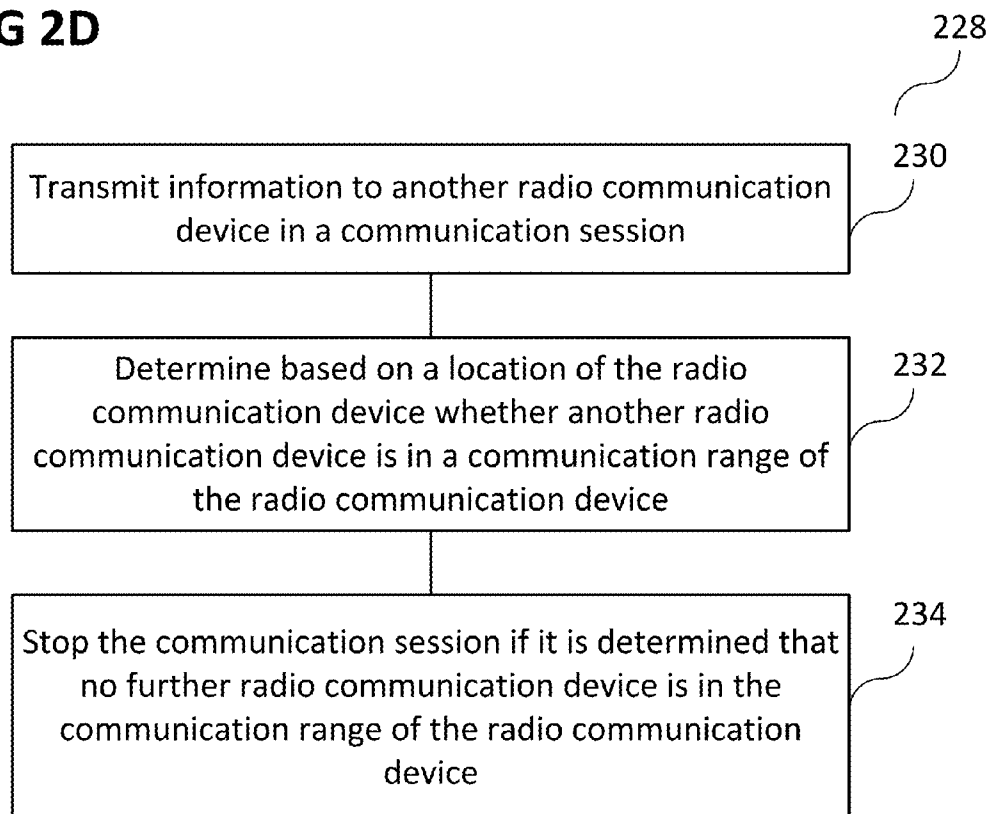 G 2D
228
230
Transmit information to another radio communication
device in a communication session
232
Determine based on a location of the radio
communication device whether another radio
communication device is in a communication range of
the radio communication device
234
Stop the communication session if it is determined that
no further radio communication device is in the
communication range of the radio communication
device